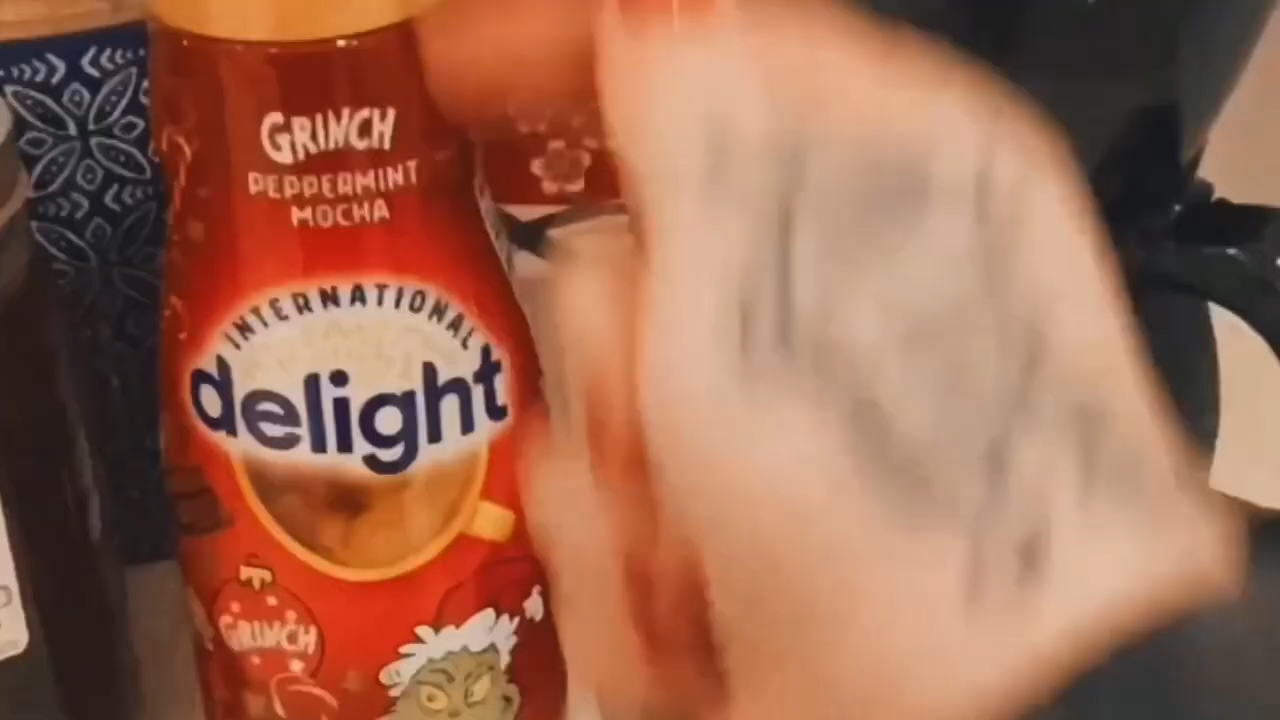 GRINCH
PEPPERMINT
MOCHA
INTERNATIONAL
delight
GRINCH